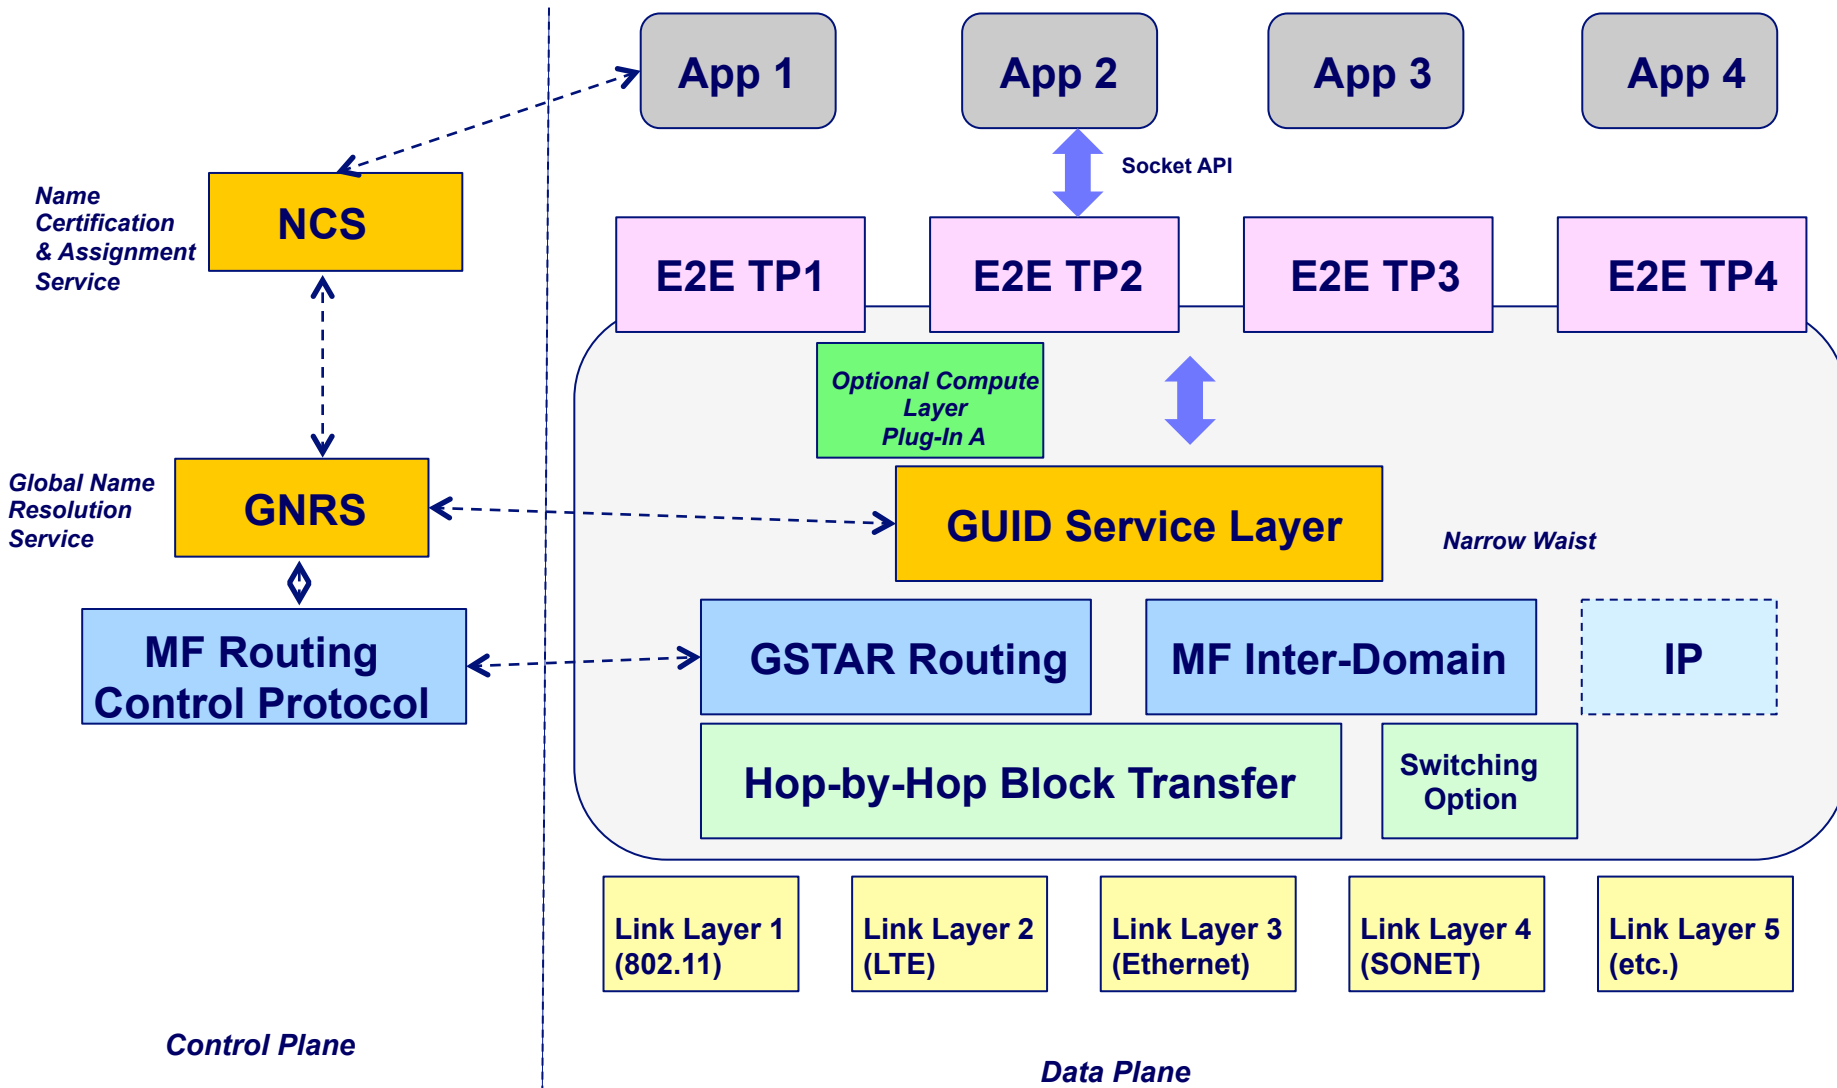 App 1
App 2
App 3
App 4
Socket API
Name
Certification
& Assignment
Service
NCS
E2E TP1
E2E TP2
E2E TP3
E2E TP4
Optional Compute
Layer
Plug-In A
Global Name
Resolution
Service
GNRS
GUID Service Layer
Narrow Waist
MF Routing
Control Protocol
GSTAR Routing
MF Inter-Domain
IP
Hop-by-Hop Block Transfer
Switching
Option
Link Layer 1
(802.11)
Link Layer 2
(LTE)
Link Layer 3
(Ethernet)
Link Layer 4
(SONET)
Link Layer 5
(etc.)
Control Plane
Data Plane